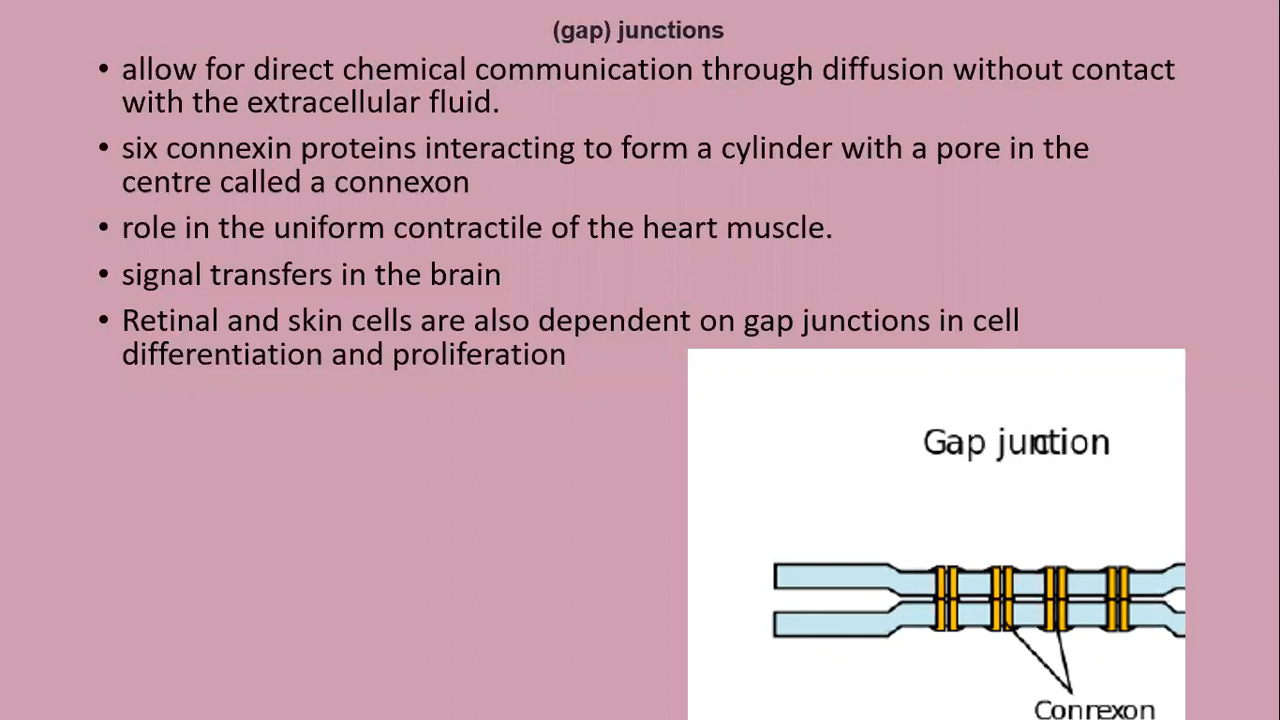 (gap) junctions
• allow for direct chemical communication through diffusion without contact
with the extracellular fluid.
• six connexin proteins interacting to form a cylinder with a pore in the
centre called a connexon
• role in the uniform contractile of the heart muscle.
• signal transfers in the brain
• Retinal and skin cells are also dependent on gap junctions in cell
differentiation and proliferation
Gap junction
Connexon